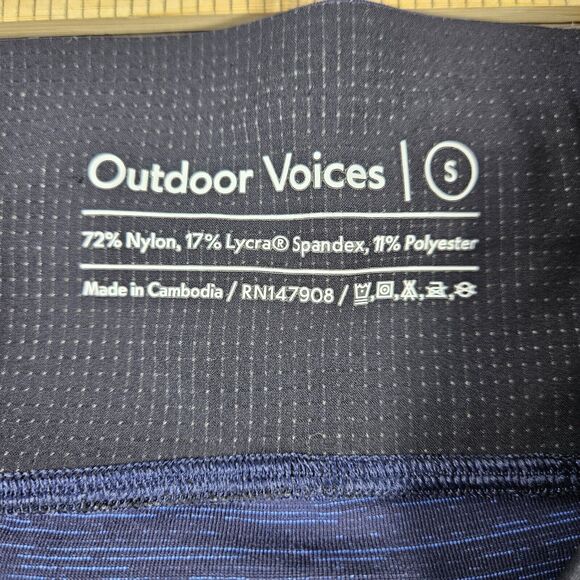 Outdoor Voices | S
72% Nylon, 17% Lycra® Spandex, 11% Polyester
Made in Cambodia / RN147908 /